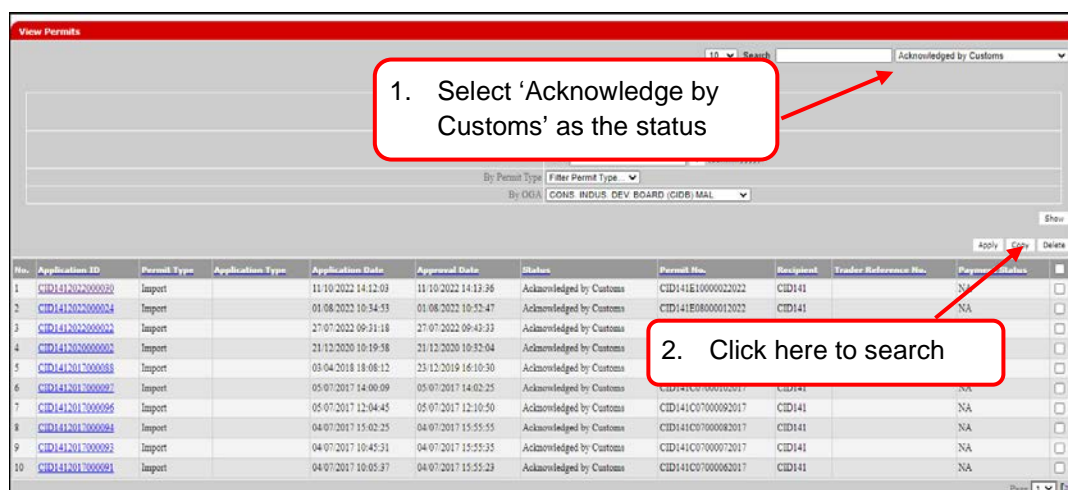 View Permits
10 Search Acknowledged by Customs
1. Select ‘Acknowledge by
Customs’ as the status
By Permit Type Filter Permit Type...
By OGA CONS. INDUS. DEV. BOARD (CIDB) MAL
Show
Apply Copy Delete
No. Application ID Permit Type Application Type Application Date Approval Date Status Permit No. Recipient Trader Reference No. Payment Status
1 CID1412022000030 Import 11/10/2022 14:12:03 11/10/2022 14:13:36 Acknowledged by Customs CID141E10000022022 CID141 NA
2 CID1412022000024 Import 01/08/2022 10:34:53 01/08/2022 10:52:47 Acknowledged by Customs CID141E08000012022 CID141 NA
3 CID1412022000022 Import 27/07/2022 09:31:18 27/07/2022 09:43:33 Acknowledged by Customs
4 CID1412020000002 Import 21/12/2020 10:19:58 21/12/2020 10:32:04 Acknowledged by Customs
2. Click here to search
5 CID1412017000088 Import 03/04/2018 18:08:12 23/12/2019 16:10:30 Acknowledged by Customs
6 CID1412017000097 Import 05/07/2017 14:00:09 05/07/2017 14:02:25 Acknowledged by Customs CID141C07000102017 CID141 NA
7 CID1412017000096 Import 05/07/2017 12:04:45 05/07/2017 12:10:50 Acknowledged by Customs CID141C07000092017 CID141 NA
8 CID1412017000094 Import 04/07/2017 15:02:25 04/07/2017 15:55:55 Acknowledged by Customs CID141C07000082017 CID141 NA
9 CID1412017000093 Import 04/07/2017 10:45:31 04/07/2017 15:55:35 Acknowledged by Customs CID141C07000072017 CID141 NA
10 CID1412017000091 Import 04/07/2017 10:05:37 04/07/2017 15:55:23 Acknowledged by Customs CID141C07000062017 CID141 NA
Page 1